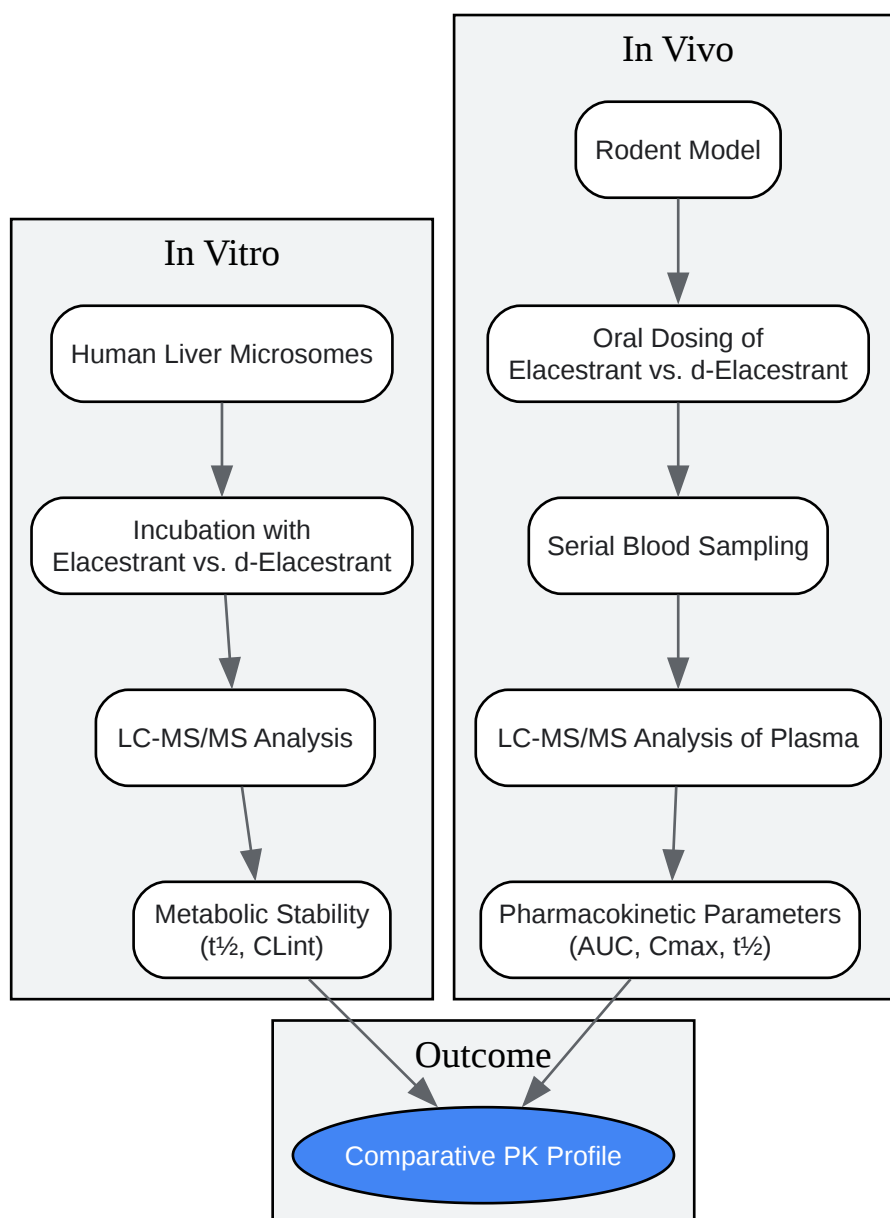 In Vitro
Human Liver Microsomes
Incubation with
Elacestrant vs. d-Elacestrant
LC-MS/MS Analysis
Metabolic Stability
(t½, CLint)
In Vivo
Rodent Model
Oral Dosing of
Elacestrant vs. d-Elacestrant
Serial Blood Sampling
LC-MS/MS Analysis of Plasma
Pharmacokinetic Parameters
(AUC, Cmax, t½)
Outcome
Comparative PK Profile